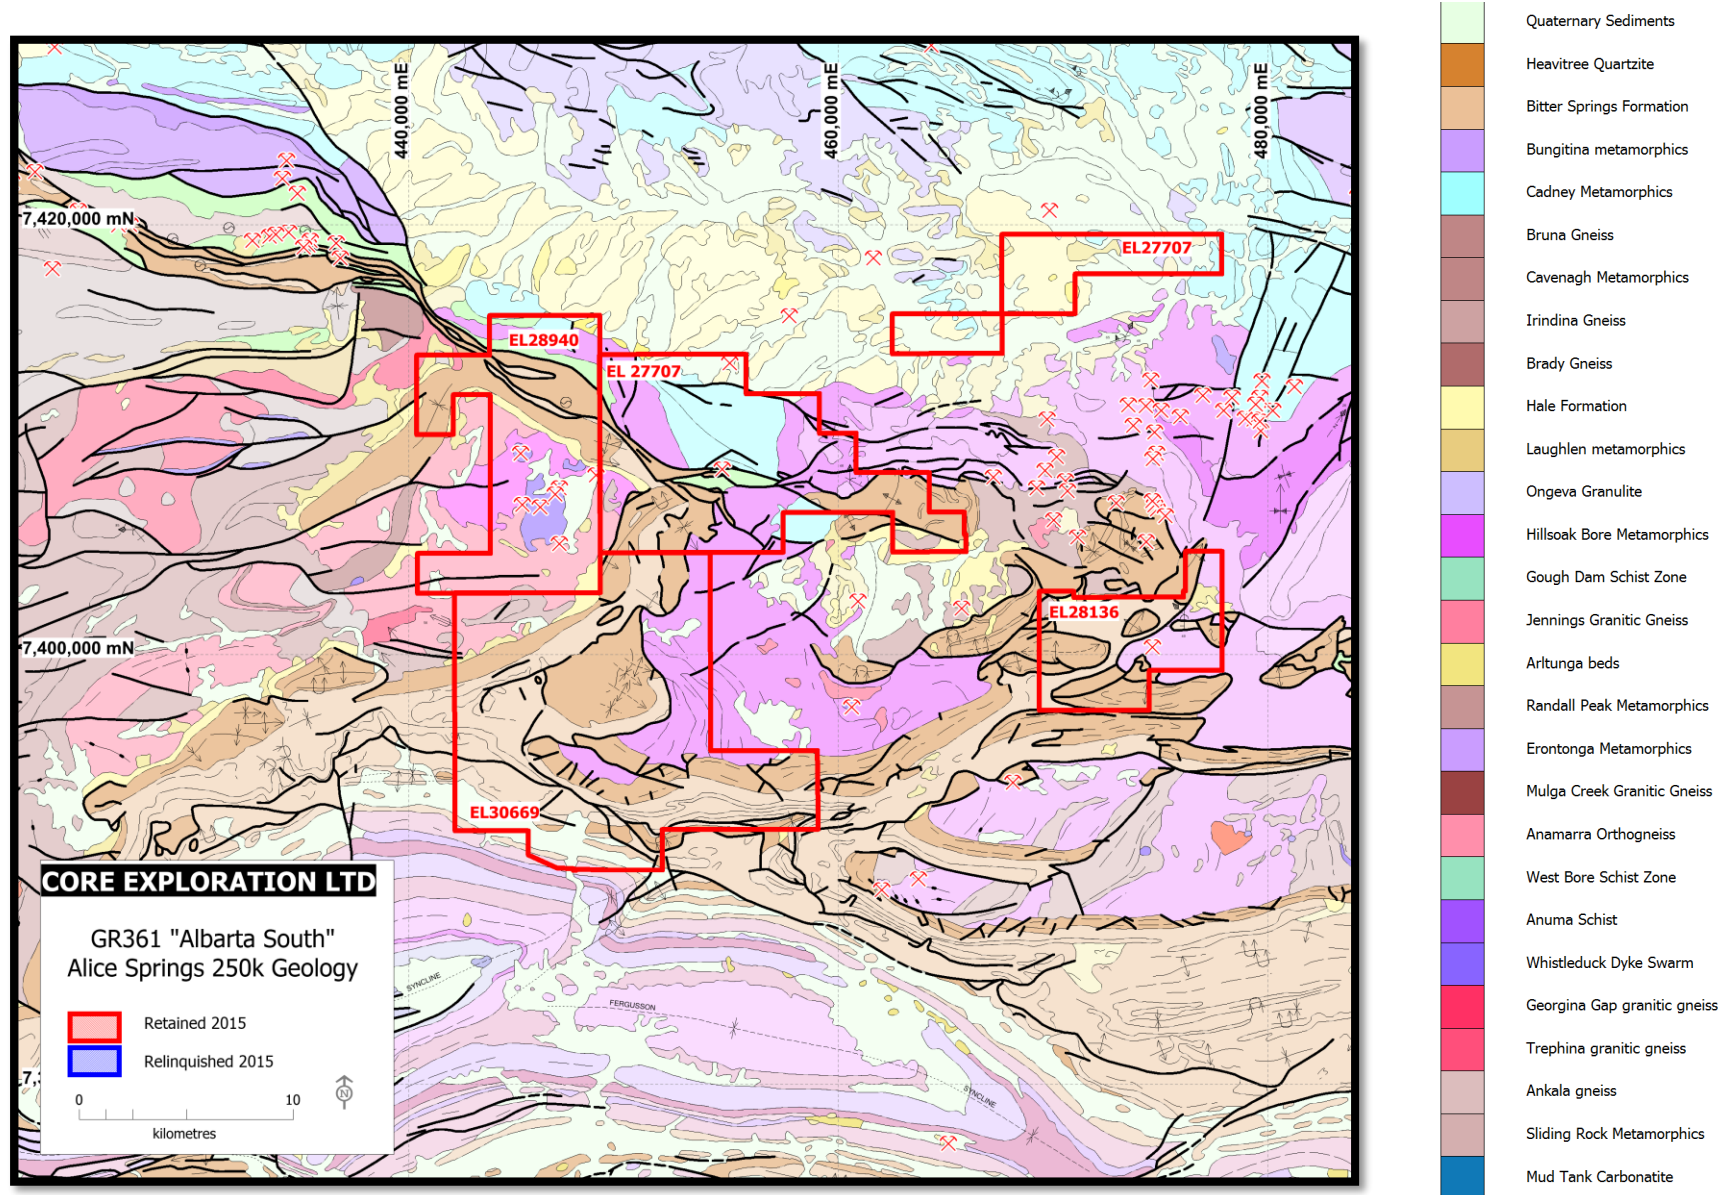 440,000 mE
460,000 mE
480,000 mE
7,420,000 mN
EL27707
EL28940
EL 27707
EL28136
7,400,000 mN
EL30669
CORE EXPLORATION LTD
GR361 "Albarta South"
Alice Springs 250k Geology
Retained 2015
Relinquished 2015
0 10
kilometres
N
SYNCLINE
FERGUSSON
SYNCLINE
Quaternary Sediments
Heavitree Quartzite
Bitter Springs Formation
Bungitina metamorphics
Cadney Metamorphics
Bruna Gneiss
Cavenagh Metamorphics
Irindina Gneiss
Brady Gneiss
Hale Formation
Laughlen metamorphics
Ongeva Granulite
Hillsoak Bore Metamorphics
Gough Dam Schist Zone
Jennings Granitic Gneiss
Arltunga beds
Randall Peak Metamorphics
Erontonga Metamorphics
Mulga Creek Granitic Gneiss
Anamarra Orthogneiss
West Bore Schist Zone
Anuma Schist
Whistleduck Dyke Swarm
Georgina Gap granitic gneiss
Trephina granitic gneiss
Ankala gneiss
Sliding Rock Metamorphics
Mud Tank Carbonatite